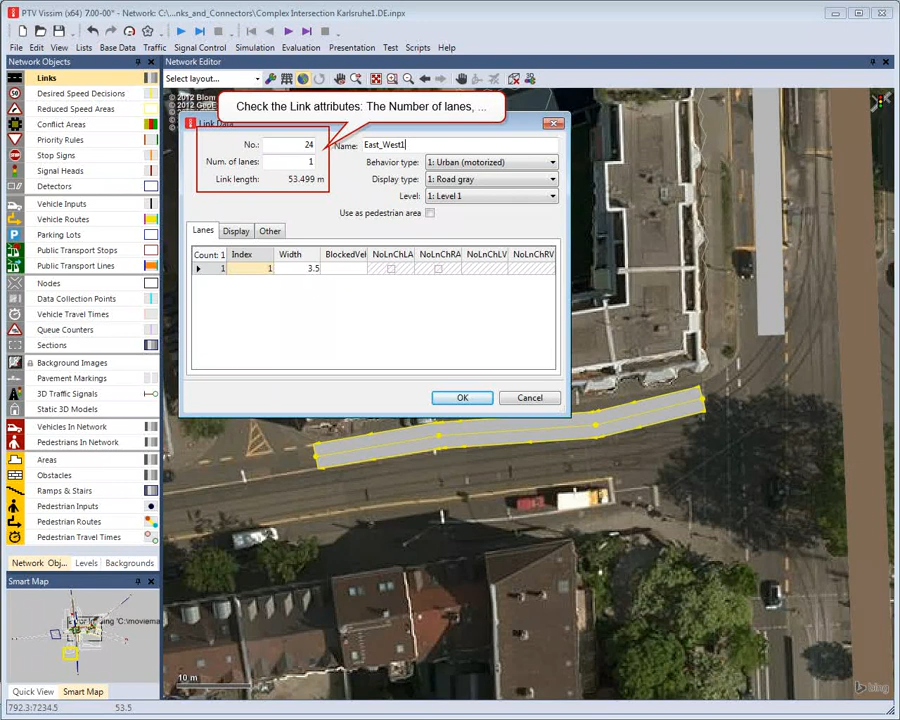 PTV Vissim (x64) 7.00-00* - Network: C:\...nks_and_Connectors\Complex Intersection Karlsruhe1.DE.inpx
File Edit View Lists Base Data Traffic Signal Control Simulation Evaluation Presentation Test Scripts Help
Network Objects
Network Editor
Select layout...
Links
Desired Speed Decisions
Reduced Speed Areas
Conflict Areas
Priority Rules
Stop Signs
Signal Heads
Detectors
Vehicle Inputs
Vehicle Routes
Parking Lots
Public Transport Stops
Public Transport Lines
Nodes
Data Collection Points
Vehicle Travel Times
Queue Counters
Sections
Background Images
Pavement Markings
3D Traffic Signals
Static 3D Models
Vehicles In Network
Pedestrians In Network
Areas
Obstacles
Ramps & Stairs
Pedestrian Inputs
Pedestrian Routes
Pedestrian Travel Times
Network Obj... Levels Backgrounds
Smart Map
Quick View Smart Map
792.3:7234.5 53.5
© 2012 Blom
© 2012
Check the Link attributes: The Number of lanes, ...
No.: 24
Name: East_West1
Num. of lanes: 1
Behavior type: 1: Urban (motorized)
Link length: 53.499 m
Display type: 1: Road gray
Level: 1: Level 1
Use as pedestrian area
Lanes Display Other
Count: 1 Index Width BlockedVel NoLnChLA NoLnChRA NoLnChLV NoLnChRV
1 1 3.5
OK Cancel
10 m
bing